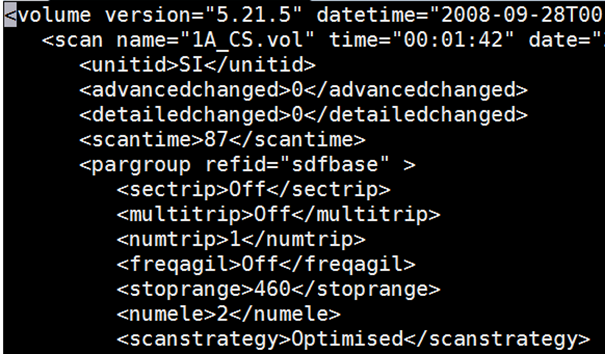 <volume version="5.21.5" datetime="2008-09-28T00
<scan name="1A_CS.vol" time="00:01:42" date="
<unitid>SI</unitid>
<advancedchanged>0</advancedchanged>
<detailedchanged>0</detailedchanged>
<scantime>87</scantime>
<pargroup refid="sdfbase" >
<sectrip>Off</sectrip>
<multitrip>Off</multitrip>
<numtrip>1</numtrip>
<freqagil>Off</freqagil>
<stoprange>460</stoprange>
<numele>2</numele>
<scanstrategy>Optimised</scanstrategy>